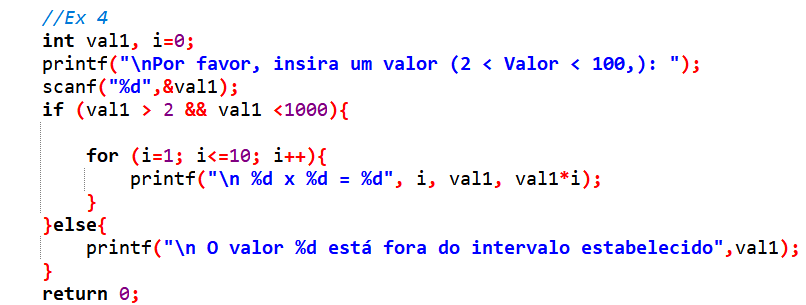 //Ex 4
int val1, i=0;
printf("\nPor favor, insira um valor (2 < Valor < 100,): ");
scanf("%d",&val1);
if (val1 > 2 && val1 <1000){
for (i=1; i<=10; i++){
printf("\n %d x %d = %d", i, val1, val1*i);
}
}else{
printf("\n O valor %d está fora do intervalo estabelecido",val1);
}
return 0;